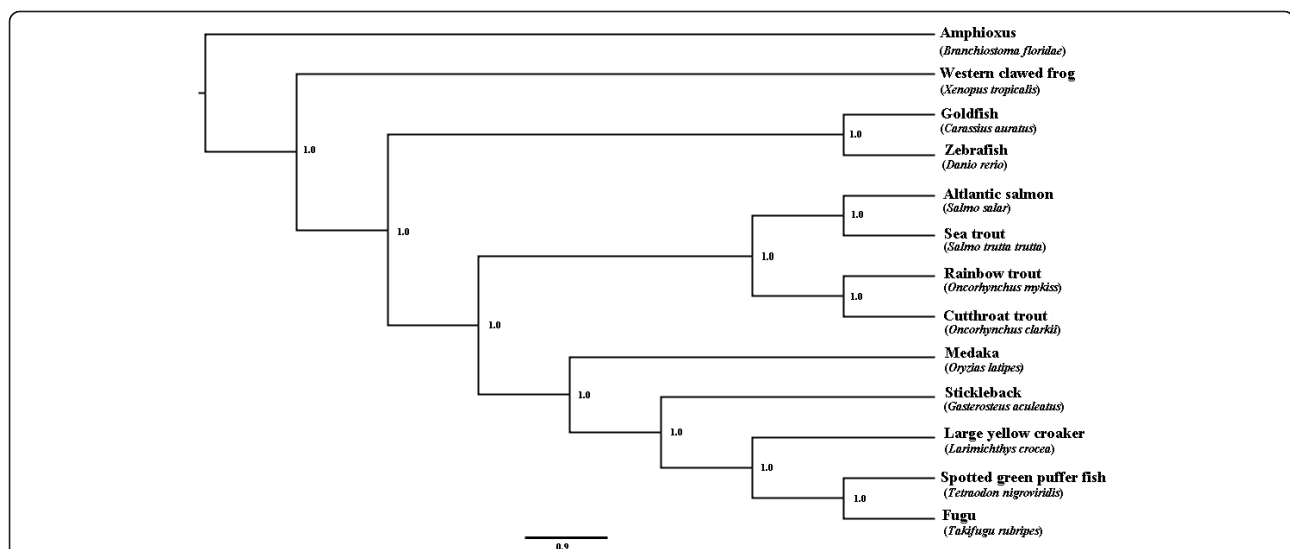 Amphioxus
(Branchiostoma floridae)
Western clawed frog
(Xenopus tropicalis)
1.0
Goldfish
(Carassius auratus)
1.0
Zebrafish
(Danio rerio)
1.0
Altlantic salmon
(Salmo salar)
1.0
Sea trout
(Salmo trutta trutta)
1.0
Rainbow trout
(Oncorhynchus mykiss)
1.0
Cutthroat trout
(Oncorhynchus clarkii)
1.0
Medaka
(Oryzias latipes)
1.0
Stickleback
(Gasterosteus aculeatus)
1.0
Large yellow croaker
(Larimichthys crocea)
1.0
Spotted green puffer fish
(Tetraodon nigroviridis)
1.0
Fugu
(Takifugu rubripes)
0.9